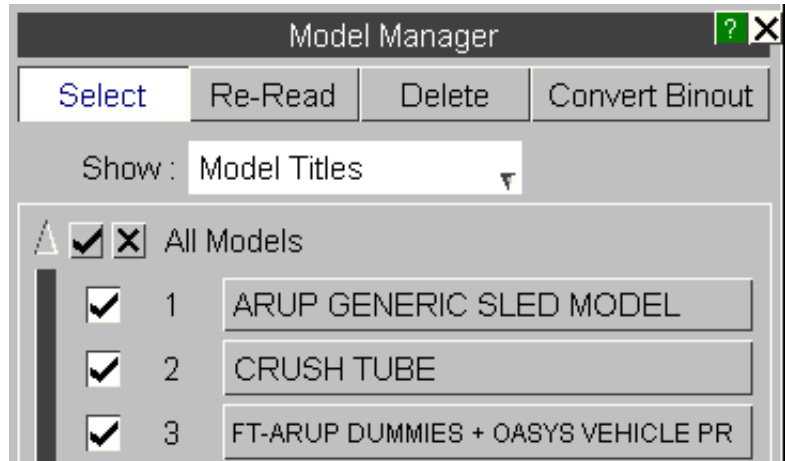 Model Manager ? X
Select Re-Read Delete Convert Binout
Show : Model Titles
All Models
1 ARUP GENERIC SLED MODEL
2 CRUSH TUBE
3 FT-ARUP DUMMIES + OASYS VEHICLE PR